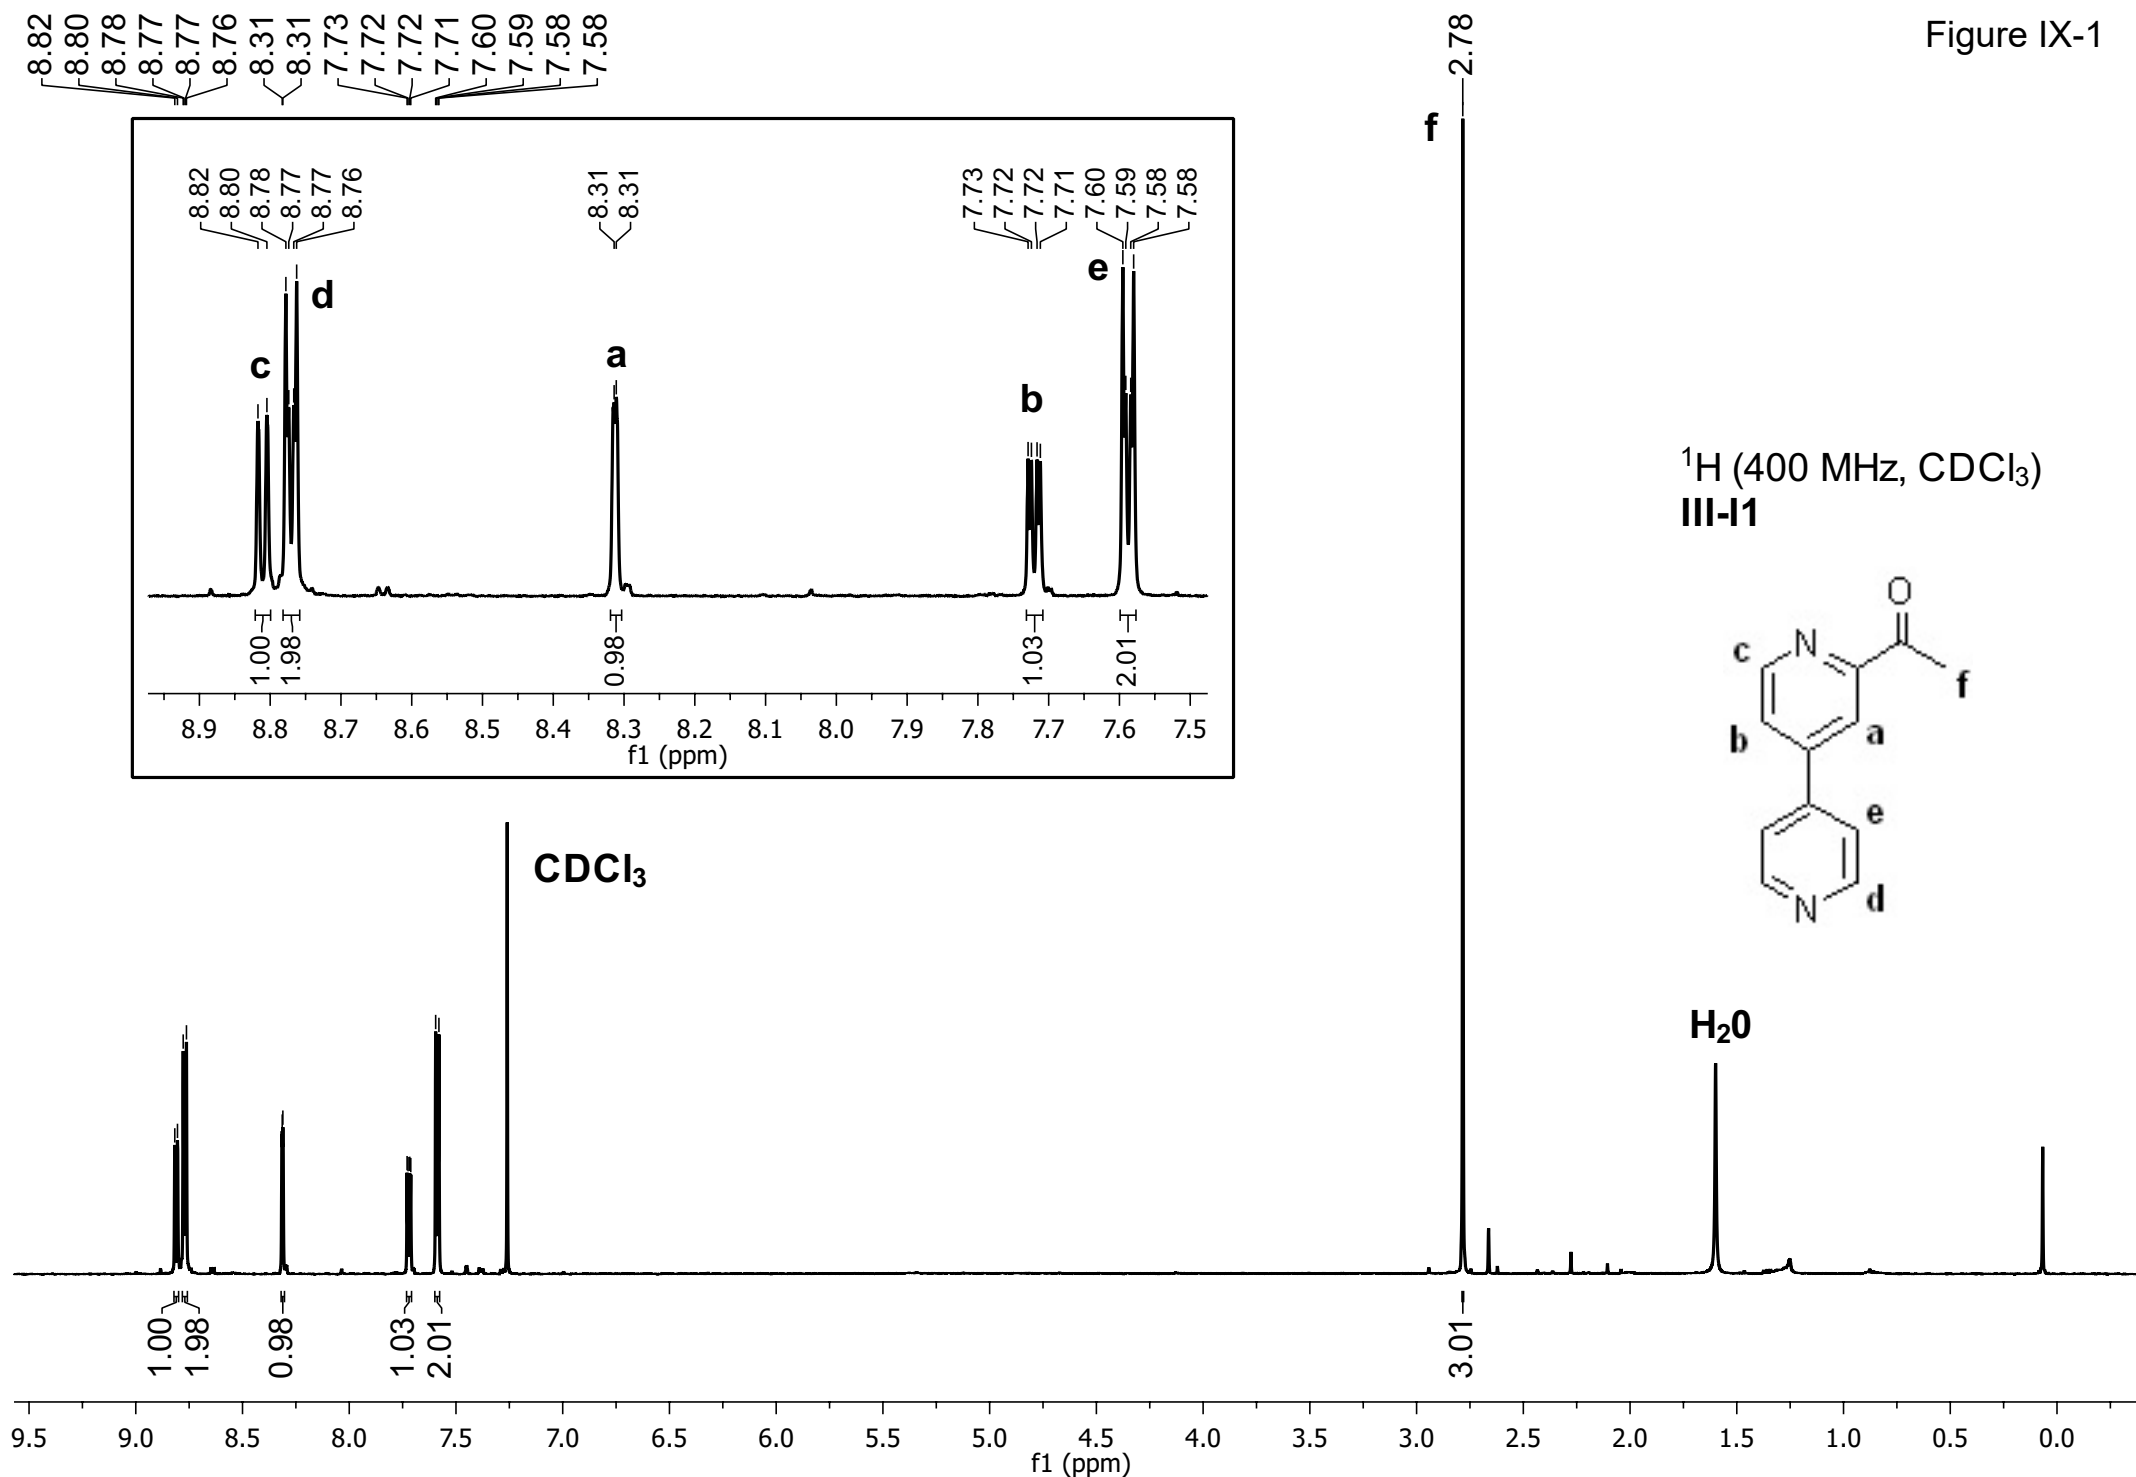 8.82
8.80
8.78
8.77
8.77
8.76
8.31
8.31
7.73
7.72
7.72
7.71
7.60
7.59
7.58
7.58
2.78
Figure IX-1
f
8.82
8.80
8.78
8.77
8.77
8.76
8.31
8.31
7.73
7.72
7.72
7.71
7.60
7.59
7.58
7.58
c
d
a
b
e
1.00
1.98
0.98
1.03
2.01
8.9 8.8 8.7 8.6 8.5 8.4 8.3 8.2 8.1 8.0 7.9 7.8 7.7 7.6 7.5
f1 (ppm)
¹H (400 MHz, CDCl₃)
III-I1
O
c N
f
b a
e
N d
CDCl₃
H₂0
1.00
1.98
0.98
1.03
2.01
3.01
9.5 9.0 8.5 8.0 7.5 7.0 6.5 6.0 5.5 5.0 4.5 4.0 3.5 3.0 2.5 2.0 1.5 1.0 0.5 0.0
f1 (ppm)